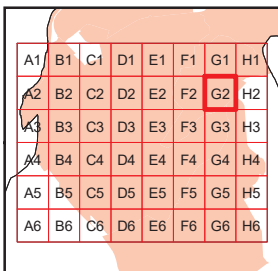 A1 B1 C1 D1 E1 F1 G1 H1
A2 B2 C2 D2 E2 F2 G2 H2
A3 B3 C3 D3 E3 F3 G3 H3
A4 B4 C4 D4 E4 F4 G4 H4
A5 B5 C5 D5 E5 F5 G5 H5
A6 B6 C6 D6 E6 F6 G6 H6